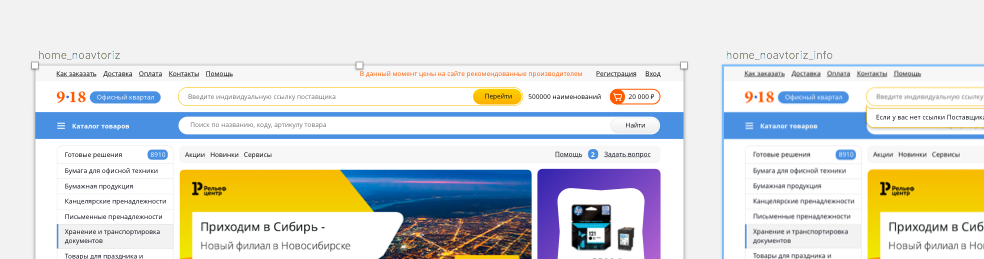 home_noavtoriz
Как заказать Доставка Оплата Контакты Помощь
В данный момент цены на сайте рекомендованные производителем
Регистрация Вход
9·18 Офисный квартал
Введите индивидуальную ссылку поставщика
Перейти
500000 наименований
20 000 ₽
Каталог товаров
Поиск по названию, коду, артикулу товара
Найти
Готовые решения 8910
Бумага для офисной техники
Бумажная продукция
Канцелярские пренадлежности
Письменные пренадлежности
Хранение и транспортировка
документов
Товары для праздника и
Акции Новинки Сервисы
Помощь 2 Задать вопрос
Рельеф
центр
Приходим в Сибирь -
Новый филиал в Новосибирске
home_noavtoriz_info
Как заказать Доставка Оплата Контакты Помощь
9·18 Офисный квартал
Введите индивидуальную ссылку
Если у вас нет ссылки Поставщика
Каталог товаров
Готовые решения 8910
Бумага для офисной техники
Бумажная продукция
Канцелярские пренадлежности
Письменные пренадлежности
Хранение и транспортировка
документов
Товары для праздника и
Акции Новинки Сервисы
Рельеф
центр
Приходим в Сиб
Новый филиал в Но